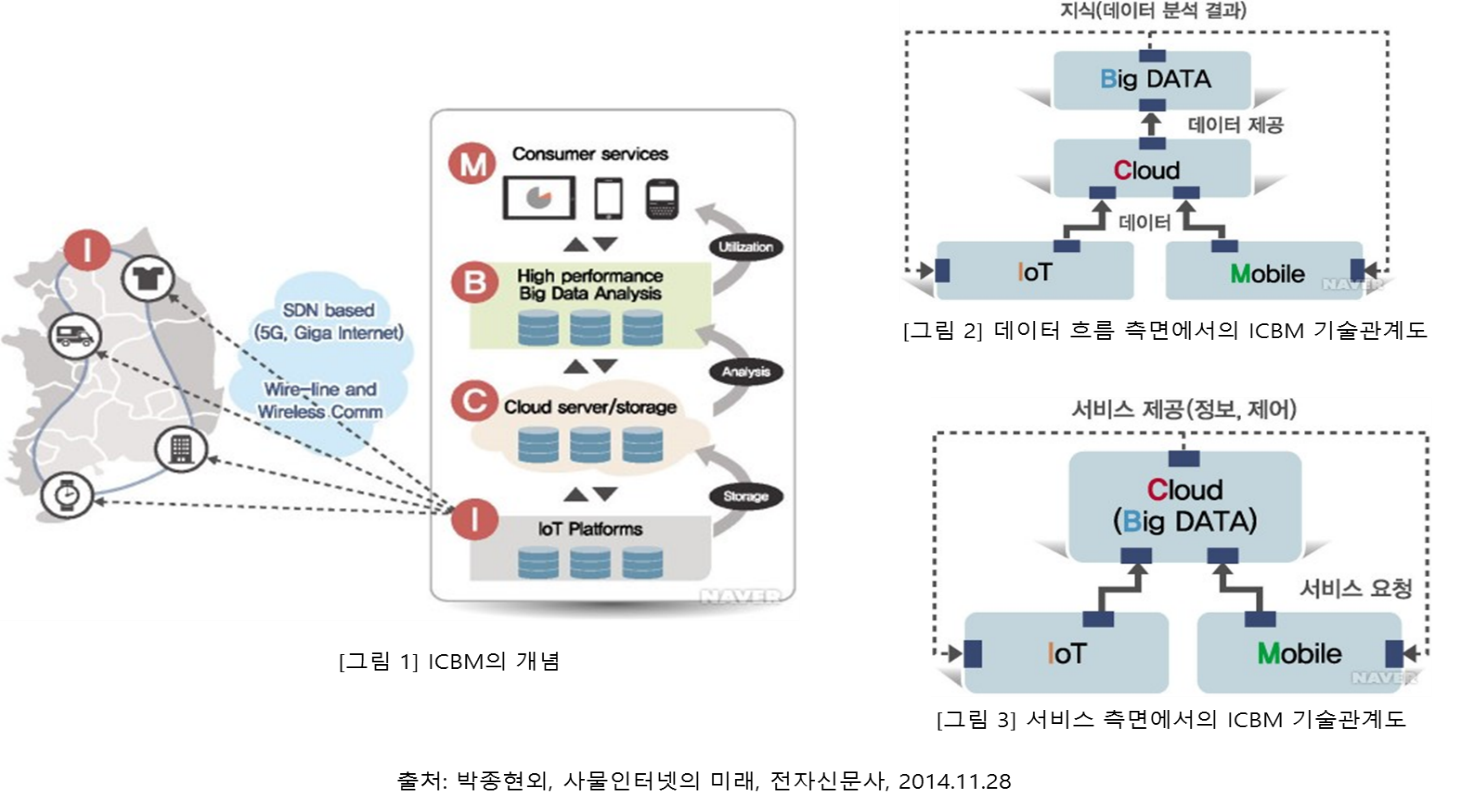 I
SDN based
(5G, Giga Internet)
Wire-line and
Wireless Comm
M
Consumer services
Utilization
B
High performance
Big Data Analysis
Analysis
C
Cloud server/storage
Storage
I
IoT Platforms
NAVER
[그림 1] ICBM의 개념
지식(데이터 분석 결과)
Big DATA
데이터 제공
Cloud
데이터
IoT
Mobile
NAVER
[그림 2] 데이터 흐름 측면에서의 ICBM 기술관계도
서비스 제공(정보, 제어)
Cloud
(Big DATA)
서비스 요청
IoT
Mobile
NAVER
[그림 3] 서비스 측면에서의 ICBM 기술관계도
출처: 박종현외, 사물인터넷의 미래, 전자신문사, 2014.11.28